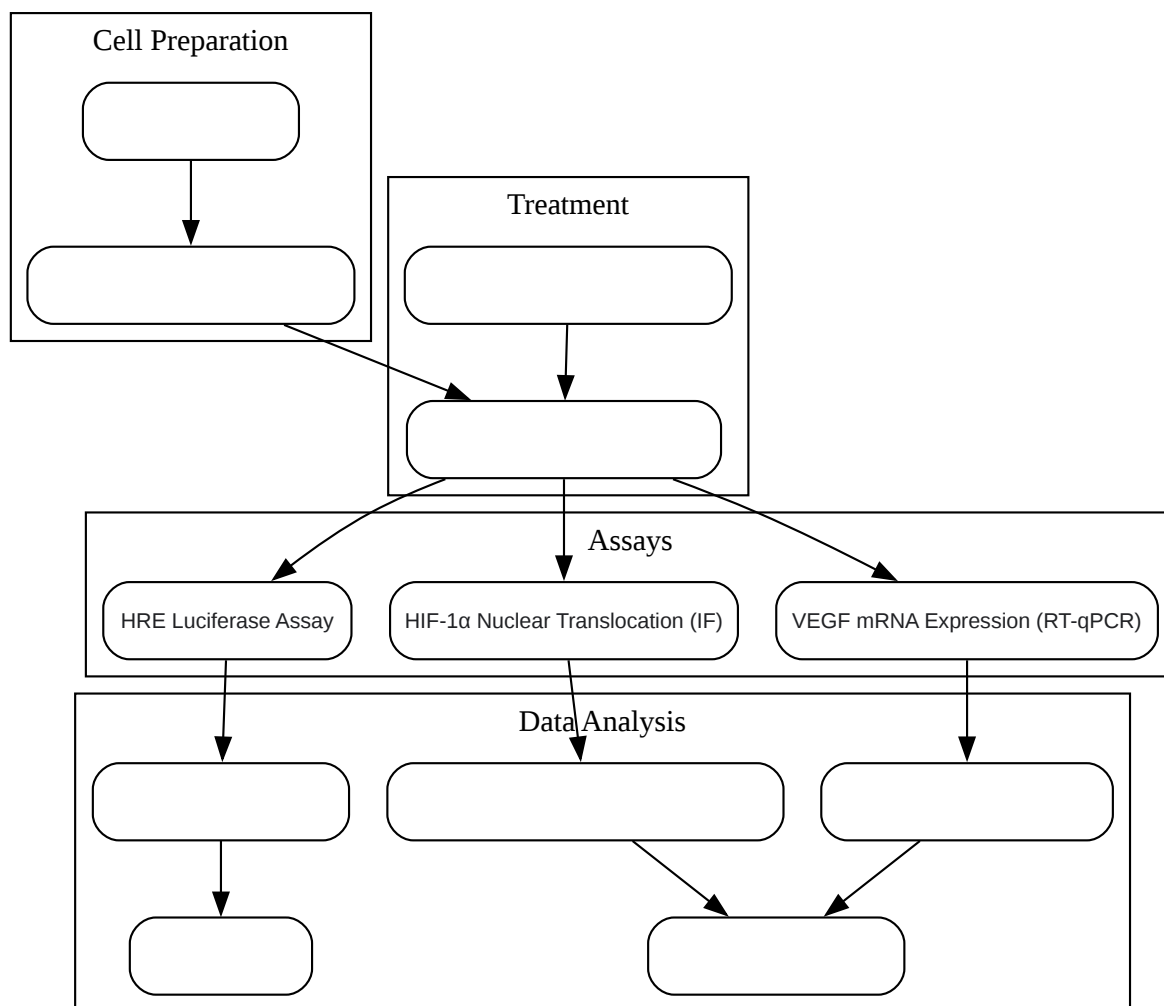 Cell Preparation
Treatment
Assays
HRE Luciferase Assay
HIF-1α Nuclear Translocation (IF)
VEGF mRNA Expression (RT-qPCR)
Data Analysis